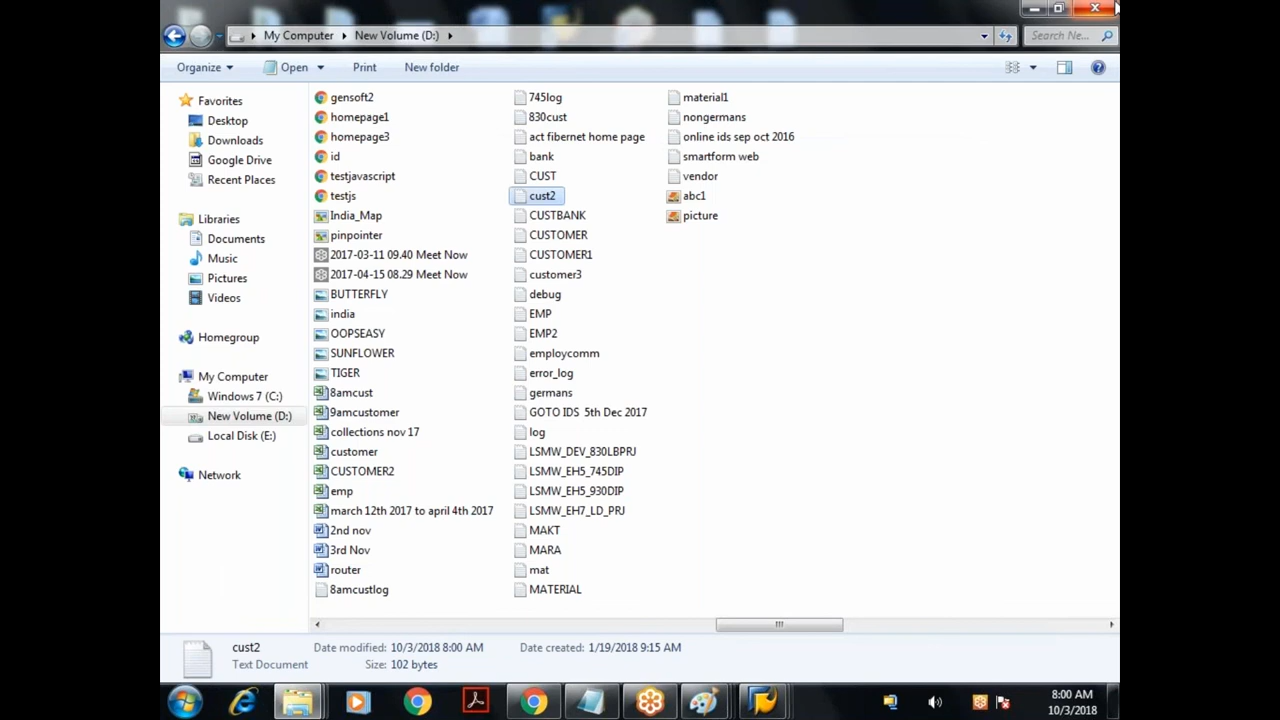 My Computer New Volume (D:) Search Ne...
Organize Open Print New folder
Favorites
Desktop
Downloads
Google Drive
Recent Places
Libraries
Documents
Music
Pictures
Videos
Homegroup
My Computer
Windows 7 (C:)
New Volume (D:)
Local Disk (E:)
Network
gensoft2
homepage1
homepage3
id
testjavascript
testjs
India_Map
pinpointer
2017-03-11 09.40 Meet Now
2017-04-15 08.29 Meet Now
BUTTERFLY
india
OOPSEASY
SUNFLOWER
TIGER
8amcust
9amcustomer
collections nov 17
customer
CUSTOMER2
emp
march 12th 2017 to april 4th 2017
2nd nov
3rd Nov
router
8amcustlog
745log
830cust
act fibernet home page
bank
CUST
cust2
CUSTBANK
CUSTOMER
CUSTOMER1
customer3
debug
EMP
EMP2
employcomm
error_log
germans
GOTO IDS 5th Dec 2017
log
LSMW_DEV_830LBPRJ
LSMW_EH5_745DIP
LSMW_EH5_930DIP
LSMW_EH7_LD_PRJ
MAKT
MARA
mat
MATERIAL
material1
nongermans
online ids sep oct 2016
smartform web
vendor
abc1
picture
cust2 Date modified: 10/3/2018 8:00 AM Date created: 1/19/2018 9:15 AM
Text Document Size: 102 bytes
8:00 AM
10/3/2018